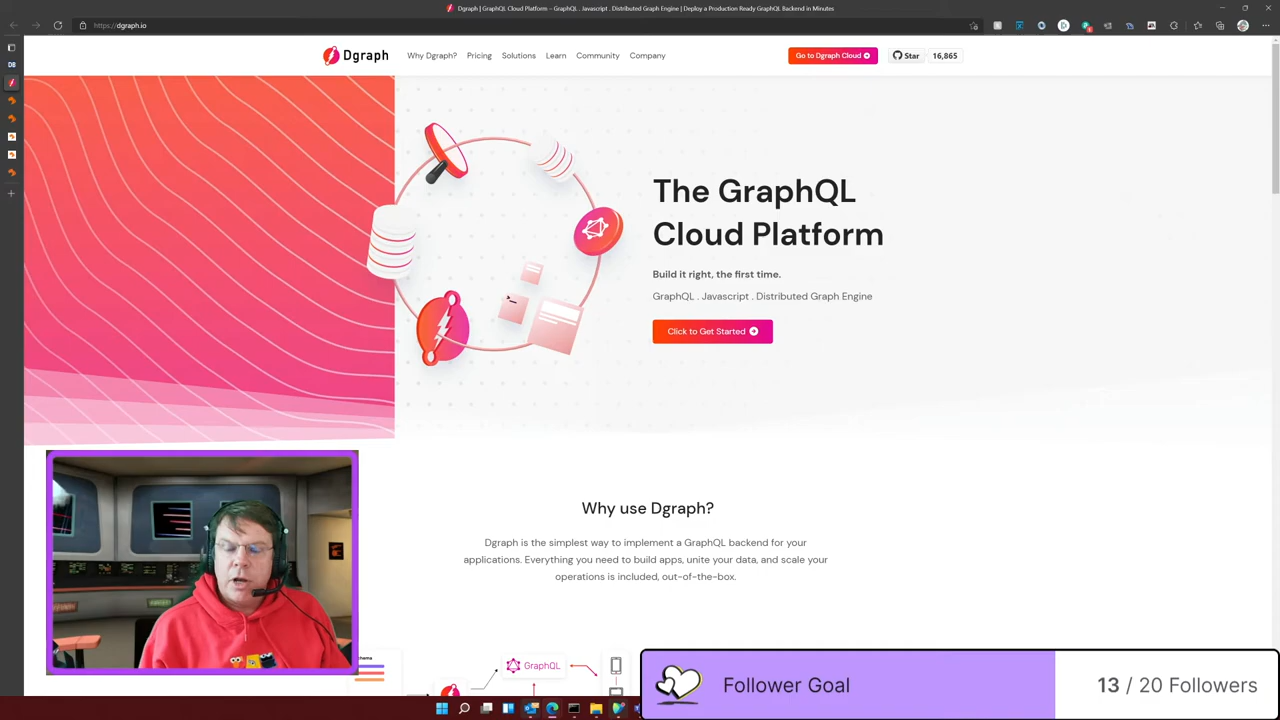 Dgraph | GraphQL Cloud Platform – GraphQL . Javascript . Distributed Graph Engine | Deploy a Production Ready GraphQL Backend in Minutes
https://dgraph.io
Dgraph
Why Dgraph?
Pricing
Solutions
Learn
Community
Company
Go to Dgraph Cloud
Star
16,865
DB
The GraphQL
Cloud Platform
Build it right, the first time.
GraphQL . Javascript . Distributed Graph Engine
Click to Get Started
Why use Dgraph?
Dgraph is the simplest way to implement a GraphQL backend for your
applications. Everything you need to build apps, unite your data, and scale your
operations is included, out-of-the-box.
GraphQL
Follower Goal
13 / 20 Followers